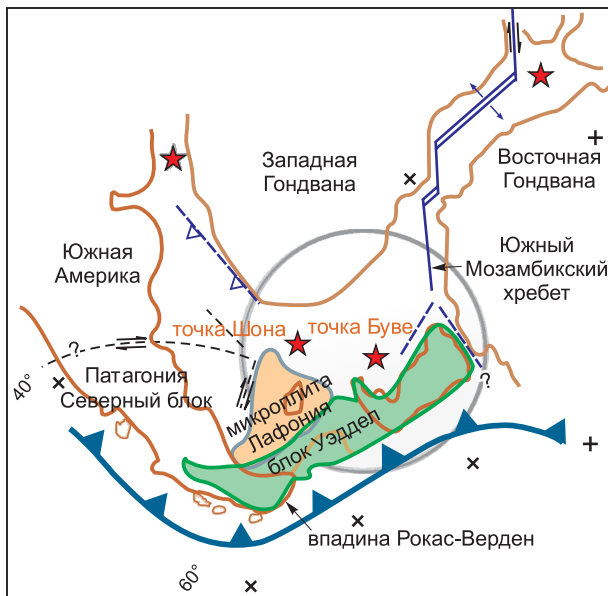 Западная
Гондвана
Восточная
Гондвана
Южная
Америка
Южный
Мозамбикский
хребет
точка Шона
точка Буве
?
40°
Патагония
Северный блок
микроплита
Лафония
блок Уэддел
?
впадина Рокас-Верден
60°